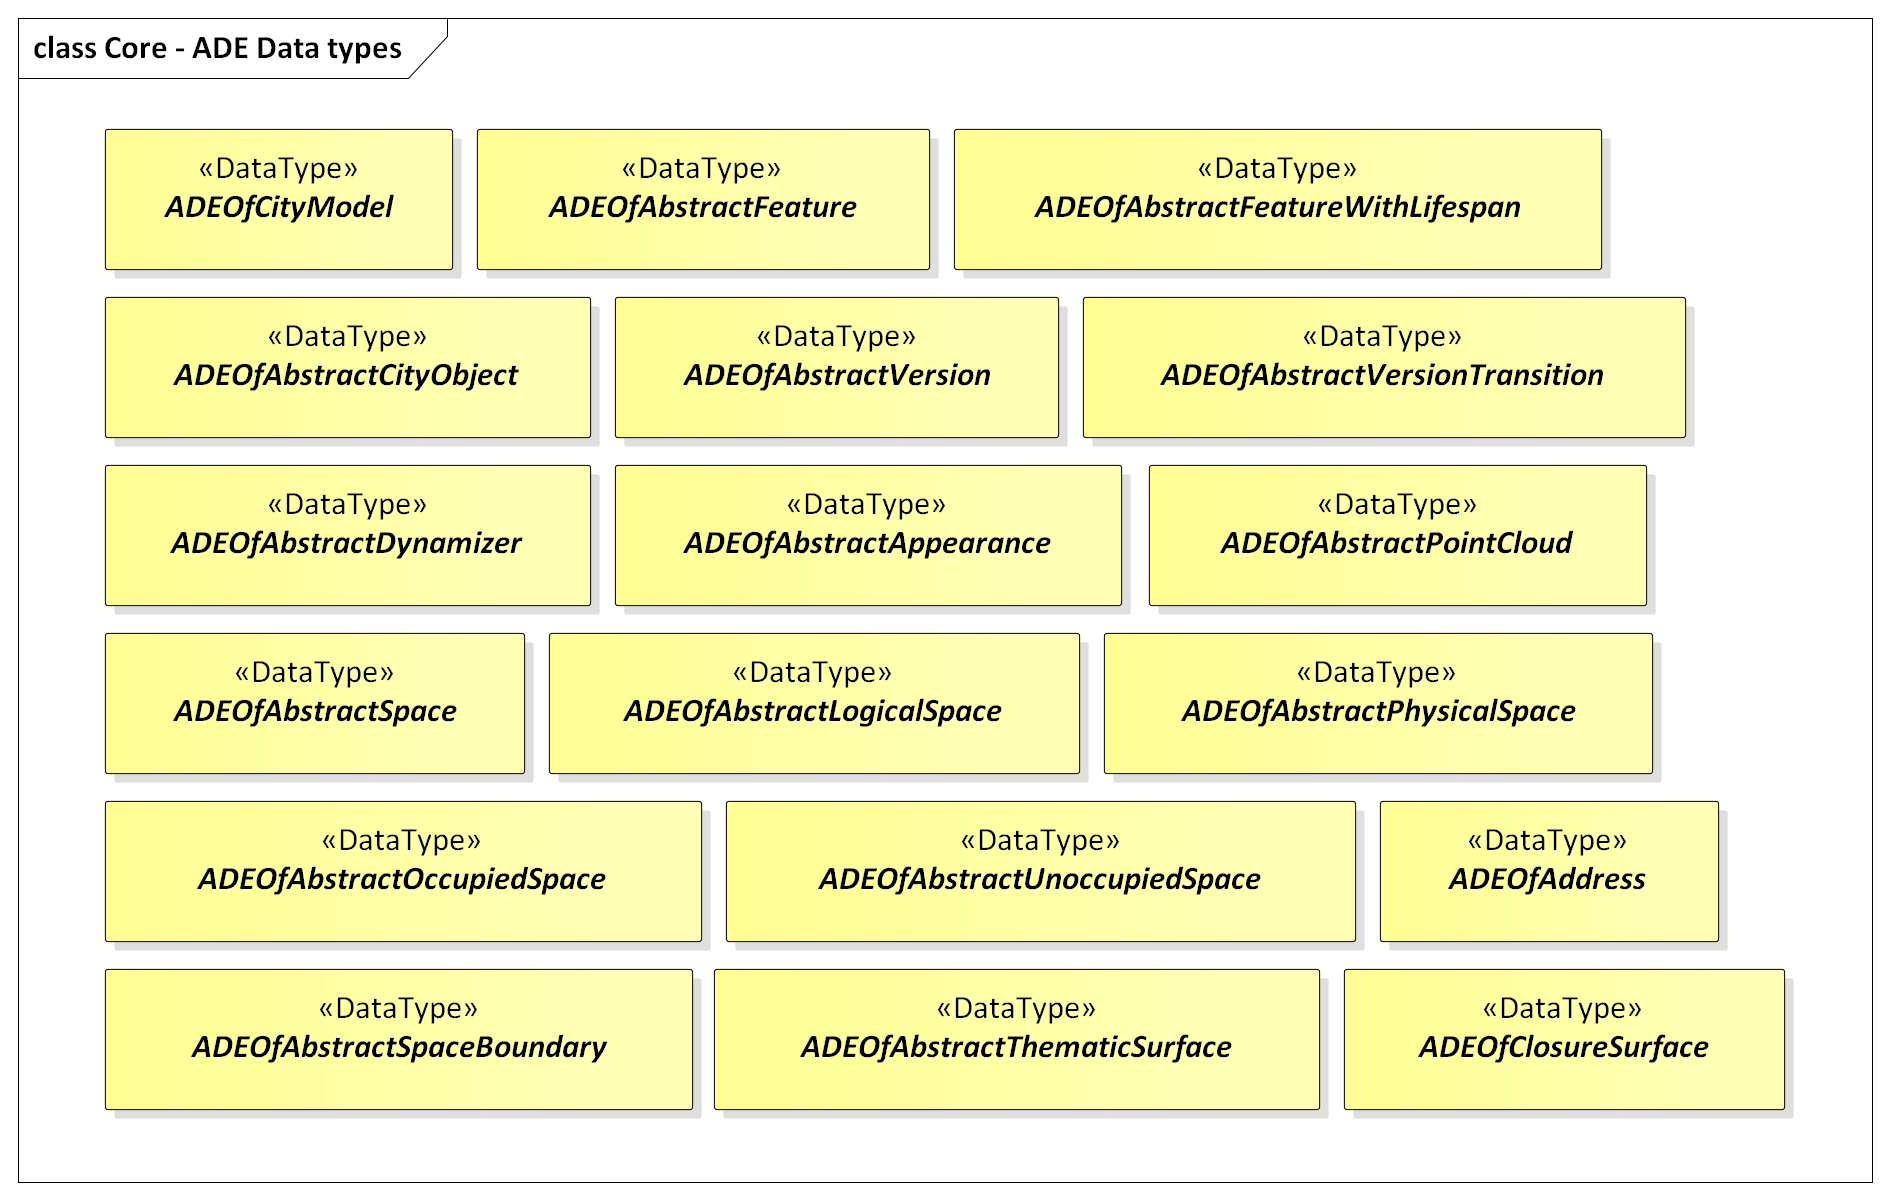 class Core - ADE Data types
«DataType»
ADEOfCityModel
«DataType»
ADEOfAbstractFeature
«DataType»
ADEOfAbstractFeatureWithLifespan
«DataType»
ADEOfAbstractCityObject
«DataType»
ADEOfAbstractVersion
«DataType»
ADEOfAbstractVersionTransition
«DataType»
ADEOfAbstractDynamizer
«DataType»
ADEOfAbstractAppearance
«DataType»
ADEOfAbstractPointCloud
«DataType»
ADEOfAbstractSpace
«DataType»
ADEOfAbstractLogicalSpace
«DataType»
ADEOfAbstractPhysicalSpace
«DataType»
ADEOfAbstractOccupiedSpace
«DataType»
ADEOfAbstractUnoccupiedSpace
«DataType»
ADEOfAddress
«DataType»
ADEOfAbstractSpaceBoundary
«DataType»
ADEOfAbstractThematicSurface
«DataType»
ADEOfClosureSurface